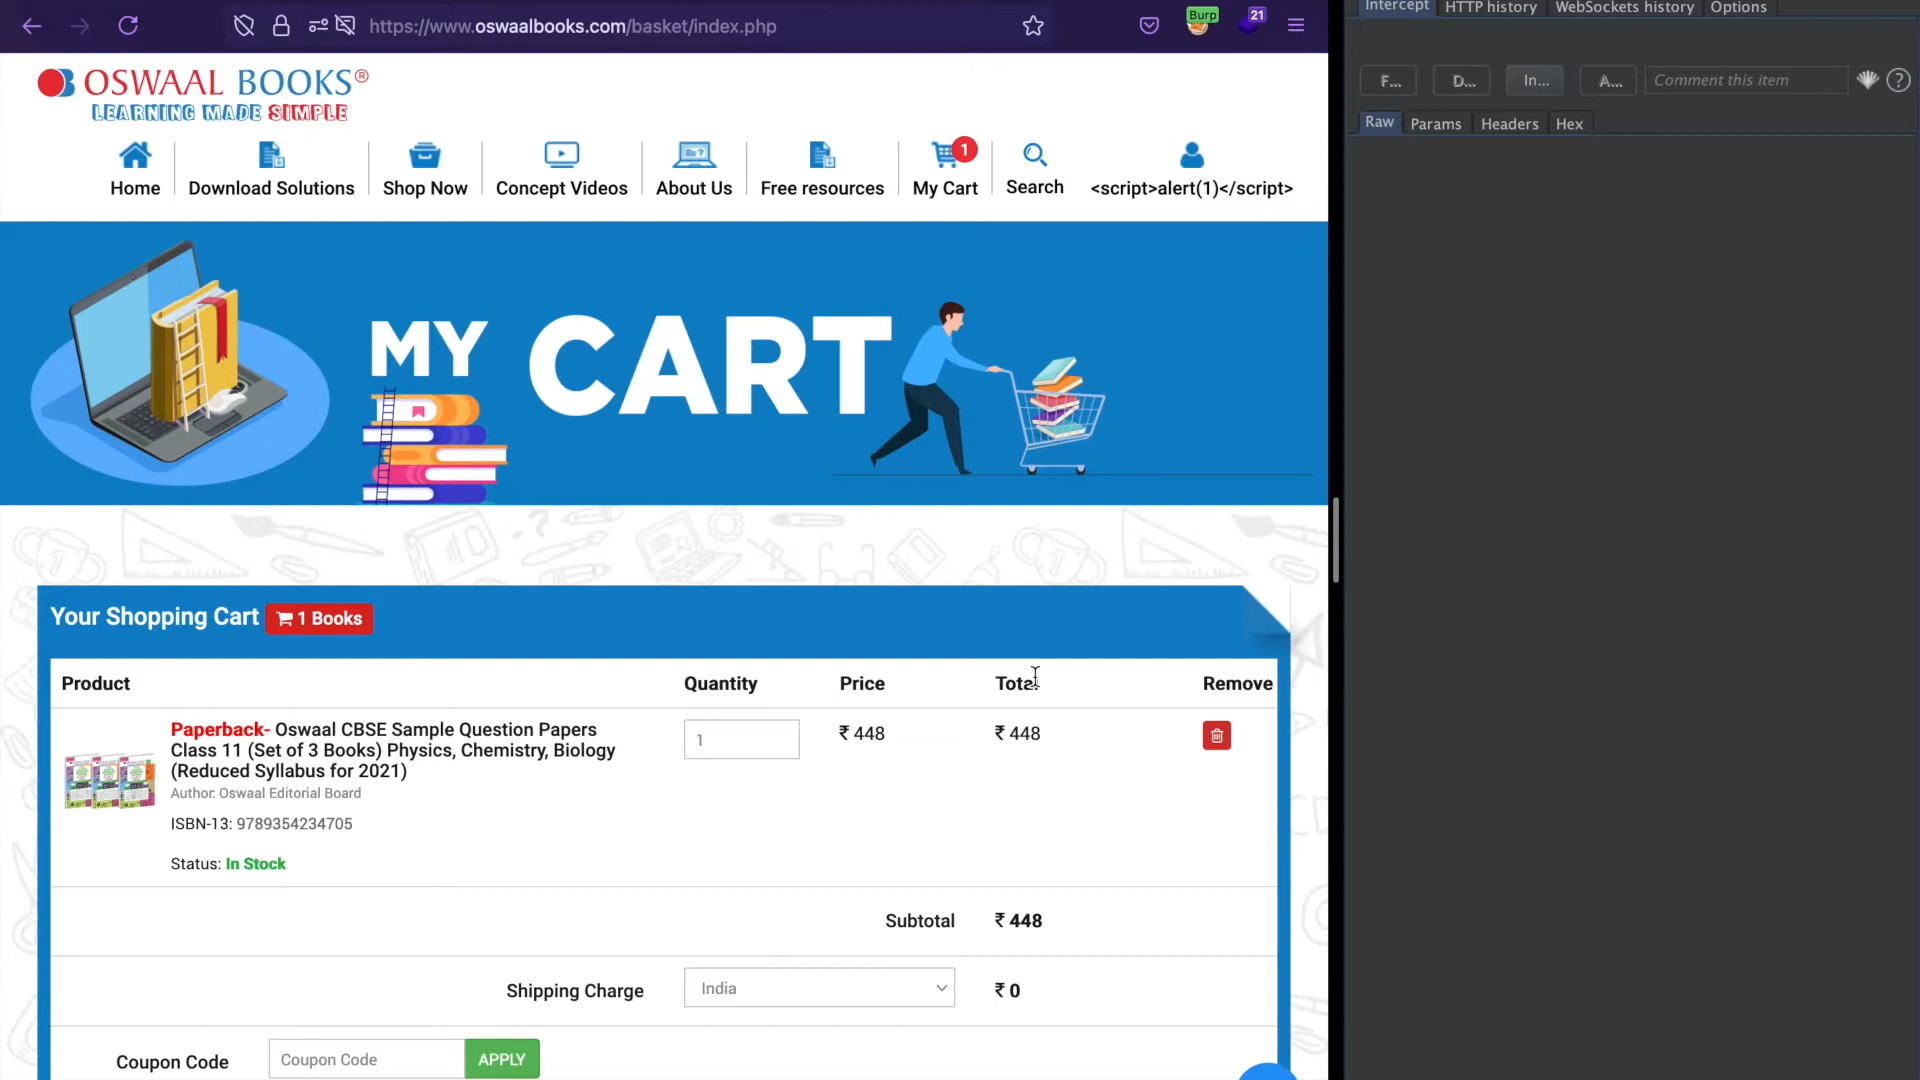 https://www.oswaalbooks.com/basket/index.php
Burp
21
Intercept HTTP history WebSockets history Options
F... D... In... A... Comment this item ?
Raw Params Headers Hex
OSWAAL BOOKS®
LEARNING MADE SIMPLE
1
Home Download Solutions Shop Now Concept Videos About Us Free resources My Cart Search <script>alert(1)</script>
MY CART
Your Shopping Cart 1 Books
Product Quantity Price Total Remove
Paperback- Oswaal CBSE Sample Question Papers
Class 11 (Set of 3 Books) Physics, Chemistry, Biology
(Reduced Syllabus for 2021)
1 ₹ 448 ₹ 448
Author: Oswaal Editorial Board
ISBN-13: 9789354234705
Status: In Stock
Subtotal ₹ 448
Shipping Charge India ₹ 0
Coupon Code Coupon Code APPLY